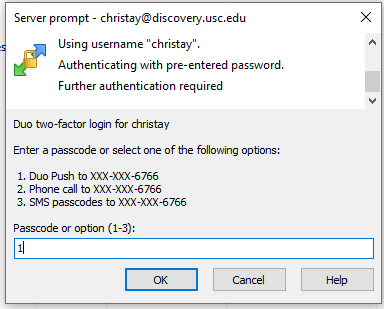 Server prompt - christay@discovery.usc.edu
Using username "christay".
Authenticating with pre-entered password.
Further authentication required
Duo two-factor login for christay
Enter a passcode or select one of the following options:
1. Duo Push to XXX-XXX-6766
2. Phone call to XXX-XXX-6766
3. SMS passcodes to XXX-XXX-6766
Passcode or option (1-3):
1
OK Cancel Help